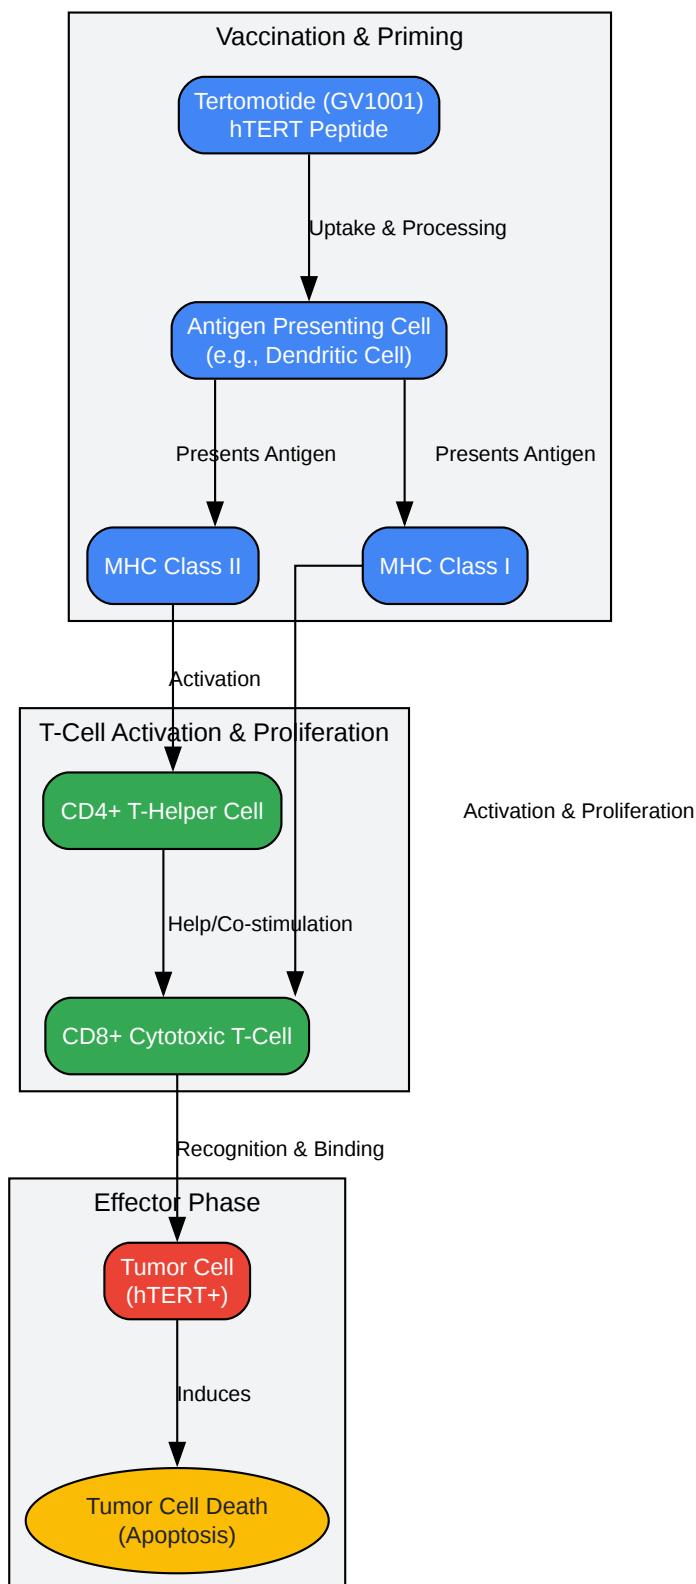 Vaccination & Priming
Tertomotide (GV1001)
hTERT Peptide
Uptake & Processing
Antigen Presenting Cell
(e.g., Dendritic Cell)
Presents Antigen
Presents Antigen
MHC Class II
MHC Class I
Activation
T-Cell Activation & Proliferation
CD4+ T-Helper Cell
Activation & Proliferation
Help/Co-stimulation
CD8+ Cytotoxic T-Cell
Recognition & Binding
Effector Phase
Tumor Cell
(hTERT+)
Induces
Tumor Cell Death
(Apoptosis)